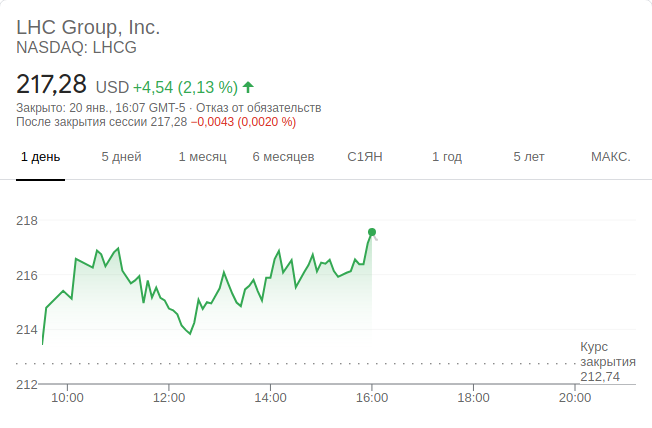 LHC Group, Inc.
NASDAQ: LHCG
217,28 USD +4,54 (2,13 %)
Закрыто: 20 янв., 16:07 GMT-5 · Отказ от обязательств
После закрытия сессии 217,28 −0,0043 (0,0020 %)
1 день 5 дней 1 месяц 6 месяцев С1ЯН 1 год 5 лет МАКС.
218
216
214
Курс
закрытия
212,74
212
10:00 12:00 14:00 16:00 18:00 20:00